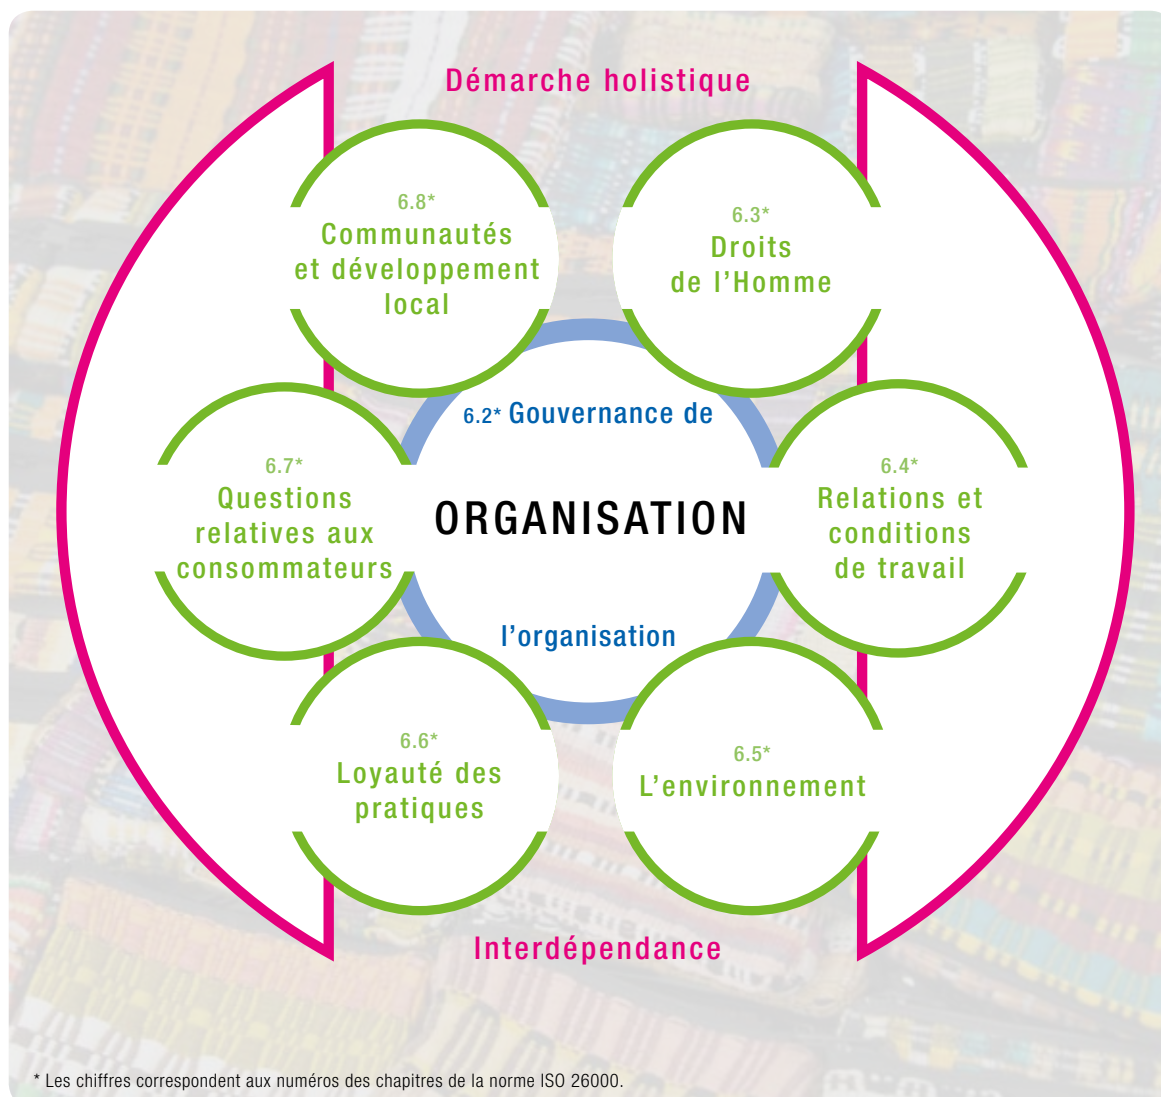 Démarche holistique
6.8*
Communautés
et développement
local
6.3*
Droits
de l'Homme
6.2* Gouvernance de
ORGANISATION
l'organisation
6.7*
Questions
relatives aux
consommateurs
6.4*
Relations et
conditions
de travail
6.6*
Loyauté des
pratiques
6.5*
L'environnement
Interdépendance
* Les chiffres correspondent aux numéros des chapitres de la norme ISO 26000.